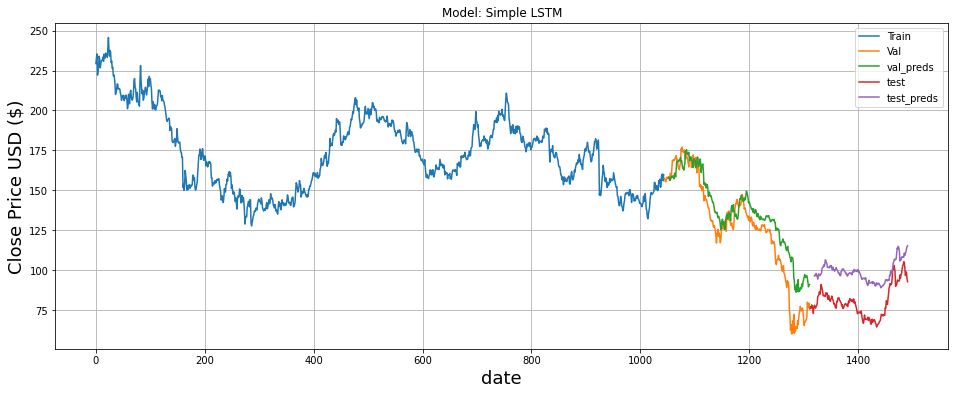 Model: Simple LSTM
Close Price USD ($)
250
225
200
175
150
125
100
75
0
200
400
600
800
1000
1200
1400
date
Train
Val
val_preds
test
test_preds